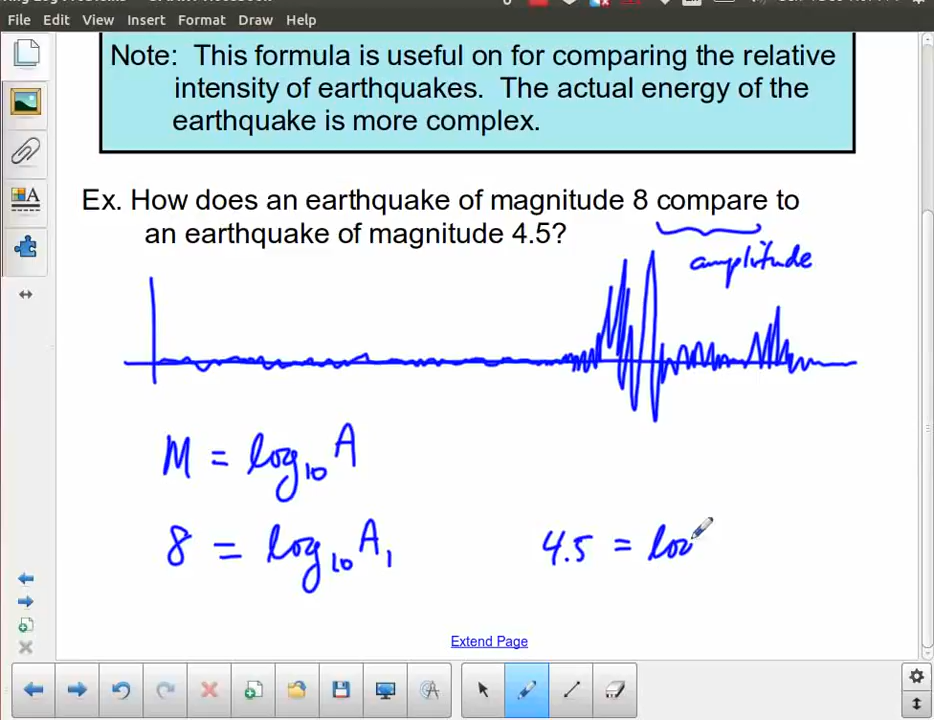 File Edit View Insert Format Draw Help
Note: This formula is useful on for comparing the relative
intensity of earthquakes. The actual energy of the
earthquake is more complex.
Ex. How does an earthquake of magnitude 8 compare to
an earthquake of magnitude 4.5?
amplitude
M = log₁₀ A
8 = log₁₀ A₁
4.5 = log
Extend Page